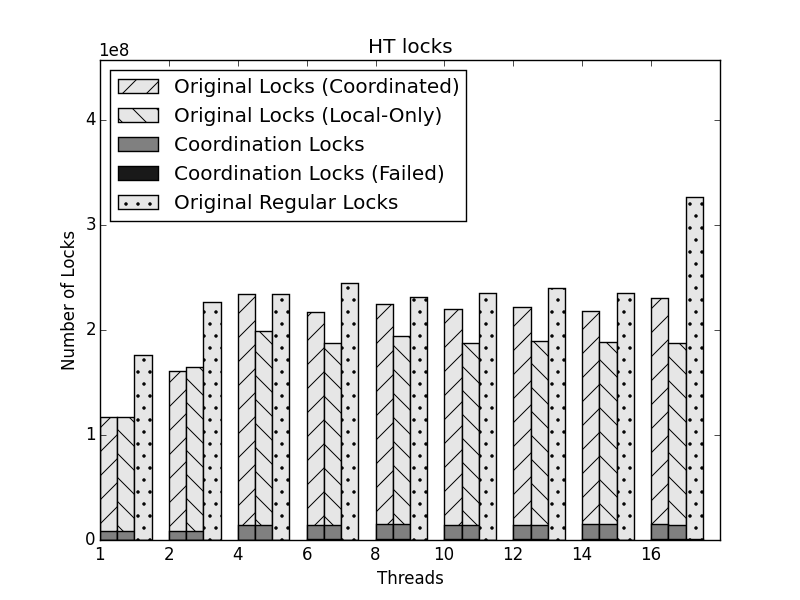 HT locks
1e8
Original Locks (Coordinated)
Original Locks (Local-Only)
Coordination Locks
Coordination Locks (Failed)
Original Regular Locks
4
3
2
1
0
Number of Locks
1 2 4 6 8 10 12 14 16
Threads